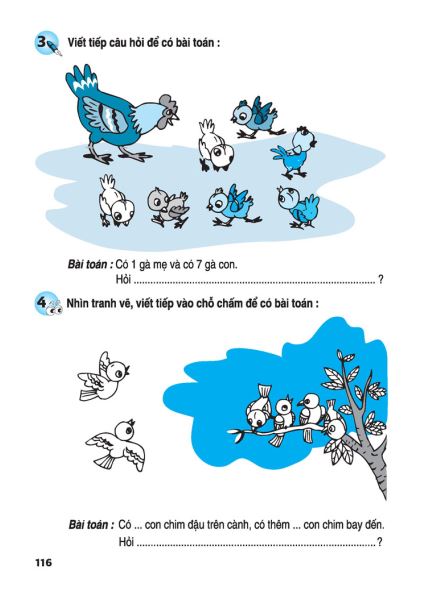 3 Viết tiếp câu hỏi để có bài toán :
Bài toán : Có 1 gà mẹ và có 7 gà con.
Hỏi ........................................................................................ ?
4 Nhìn tranh vẽ, viết tiếp vào chỗ chấm để có bài toán :
Bài toán : Có ... con chim đậu trên cành, có thêm ... con chim bay đến.
Hỏi ........................................................................................ ?
116